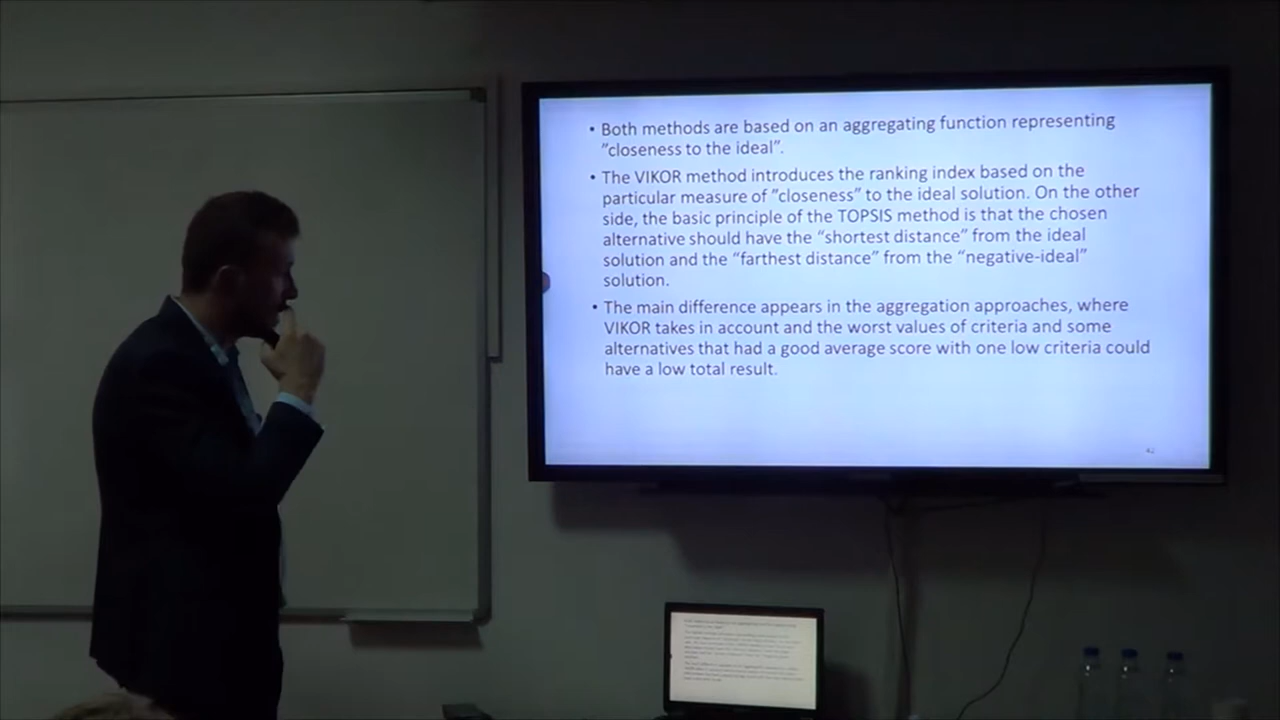 • Both methods are based on an aggregating function representing
"closeness to the ideal".
• The VIKOR method introduces the ranking index based on the
particular measure of "closeness" to the ideal solution. On the other
side, the basic principle of the TOPSIS method is that the chosen
alternative should have the "shortest distance" from the ideal
solution and the "farthest distance" from the "negative-ideal"
solution.
• The main difference appears in the aggregation approaches, where
VIKOR takes in account and the worst values of criteria and some
alternatives that had a good average score with one low criteria could
have a low total result.